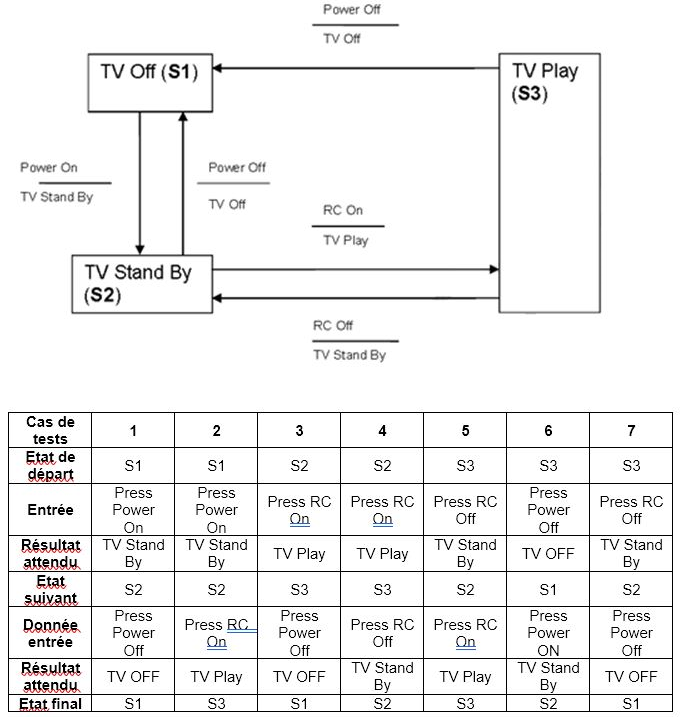 Power Off
TV Off
TV Off (S1)
TV Play
(S3)
Power On
TV Stand By
Power Off
TV Off
RC On
TV Play
TV Stand By
(S2)
RC Off
TV Stand By
Cas de tests 1 2 3 4 5 6 7
Etat de départ S1 S1 S2 S2 S3 S3 S3
Entrée Press Power On Press Power On Press RC On Press RC On Press RC Off Press Power Off Press RC Off
Résultat attendu TV Stand By TV Stand By TV Play TV Play TV Stand By TV OFF TV Stand By
Etat suivant S2 S2 S3 S3 S2 S1 S2
Donnée entrée Press Power Off Press RC On Press Power Off Press RC Off Press RC On Press Power ON Press Power Off
Résultat attendu TV OFF TV Play TV OFF TV Stand By TV Play TV Stand By TV OFF
Etat final S1 S3 S1 S2 S3 S2 S1